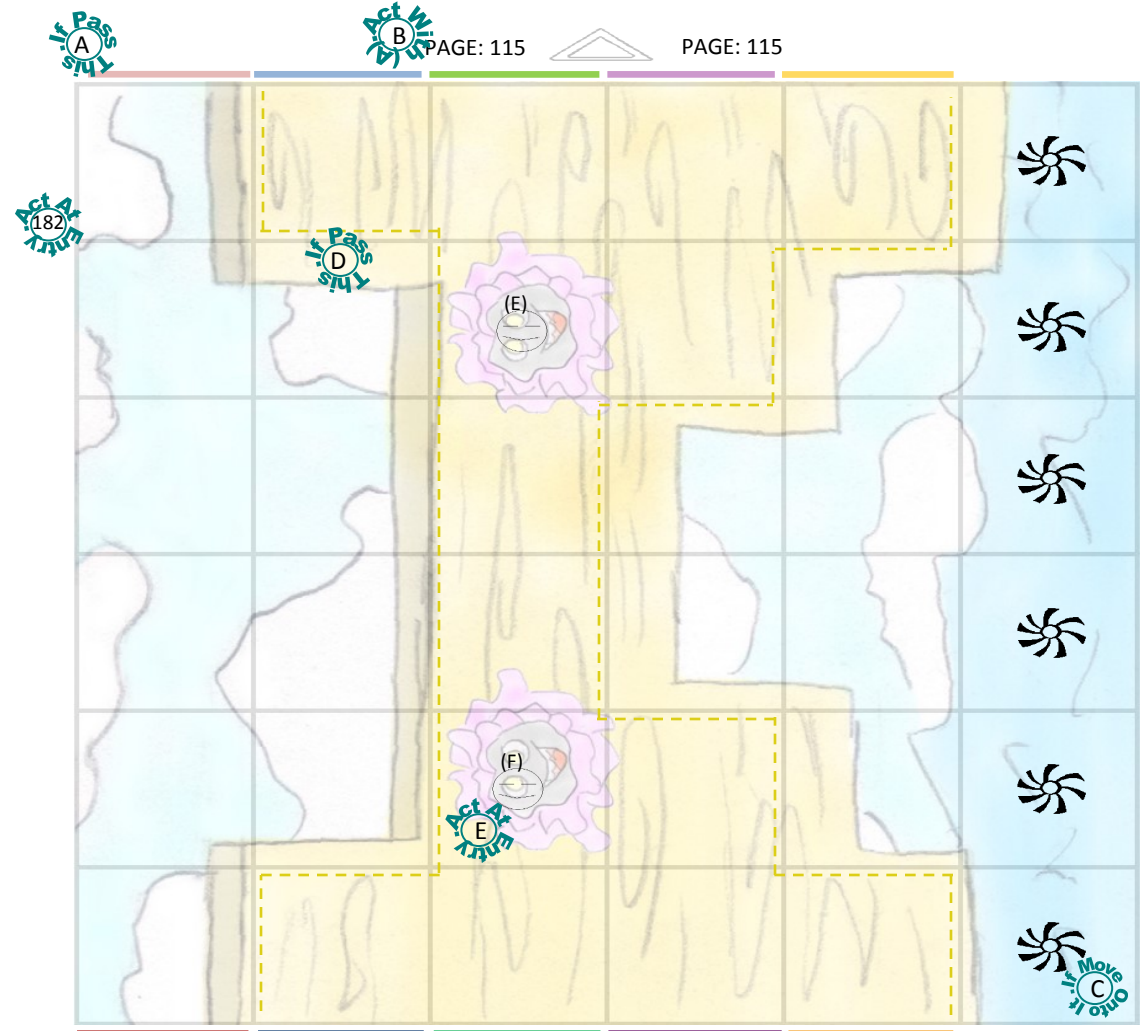 If Pass This.
A
Act With (A).
B
PAGE: 115
PAGE: 115
Act At Entry.
182
If Pass This.
D
(E)
(F)
Act At Entry.
E
If Move Onto It.
C